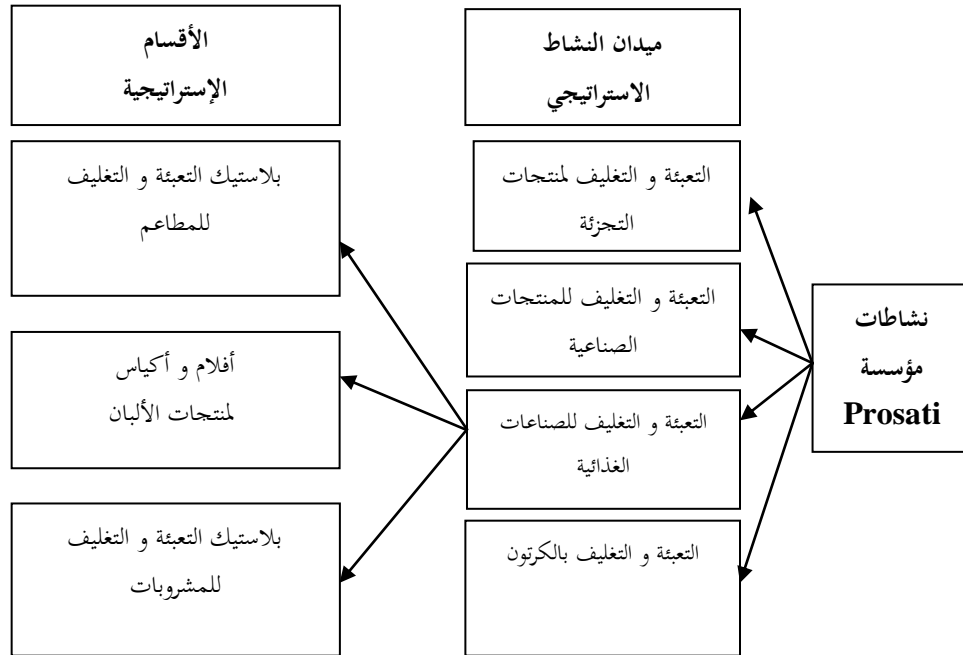 نشاطات
مؤسسة
Prosati
ميدان النشاط
الاستراتيجي
التعبئة و التغليف لمنتجات
التجزئة
التعبئة و التغليف للمنتجات
الصناعية
التعبئة و التغليف للصناعات
الغذائية
التعبئة و التغليف بالكرتون
الأقسام
الإستراتيجية
بلاستيك التعبئة و التغليف
للمطاعم
أفلام و أكياس
لمنتجات الألبان
بلاستيك التعبئة و التغليف
للمشروبات